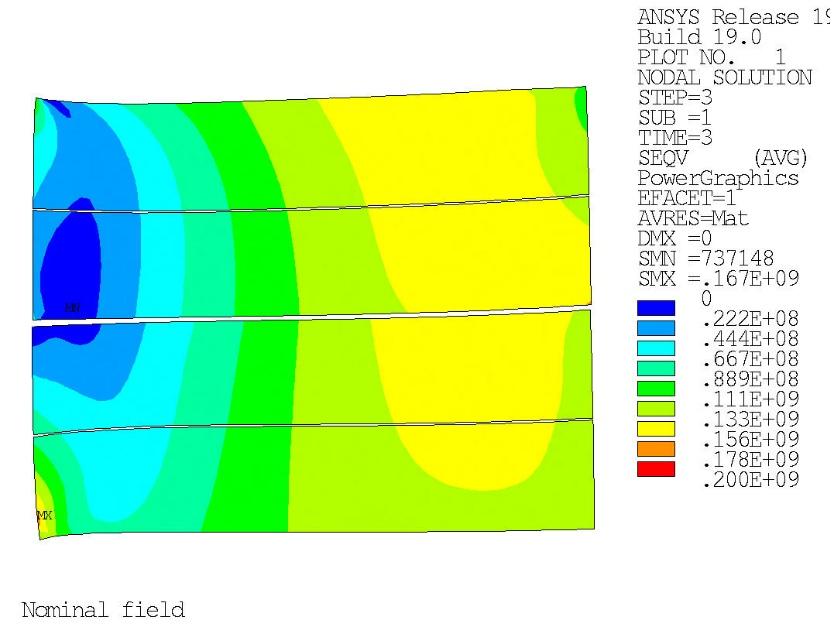 ANSYS Release 19
Build 19.0
PLOT NO.   1
NODAL SOLUTION
STEP=3
SUB =1
TIME=3
SEQV     (AVG)
PowerGraphics
EFACET=1
AVRES=Mat
DMX =0
SMN =737148
SMX =.167E+09
0
.222E+08
.444E+08
.667E+08
.889E+08
.111E+09
.133E+09
.156E+09
.178E+09
.200E+09
MN
MX
Nominal field